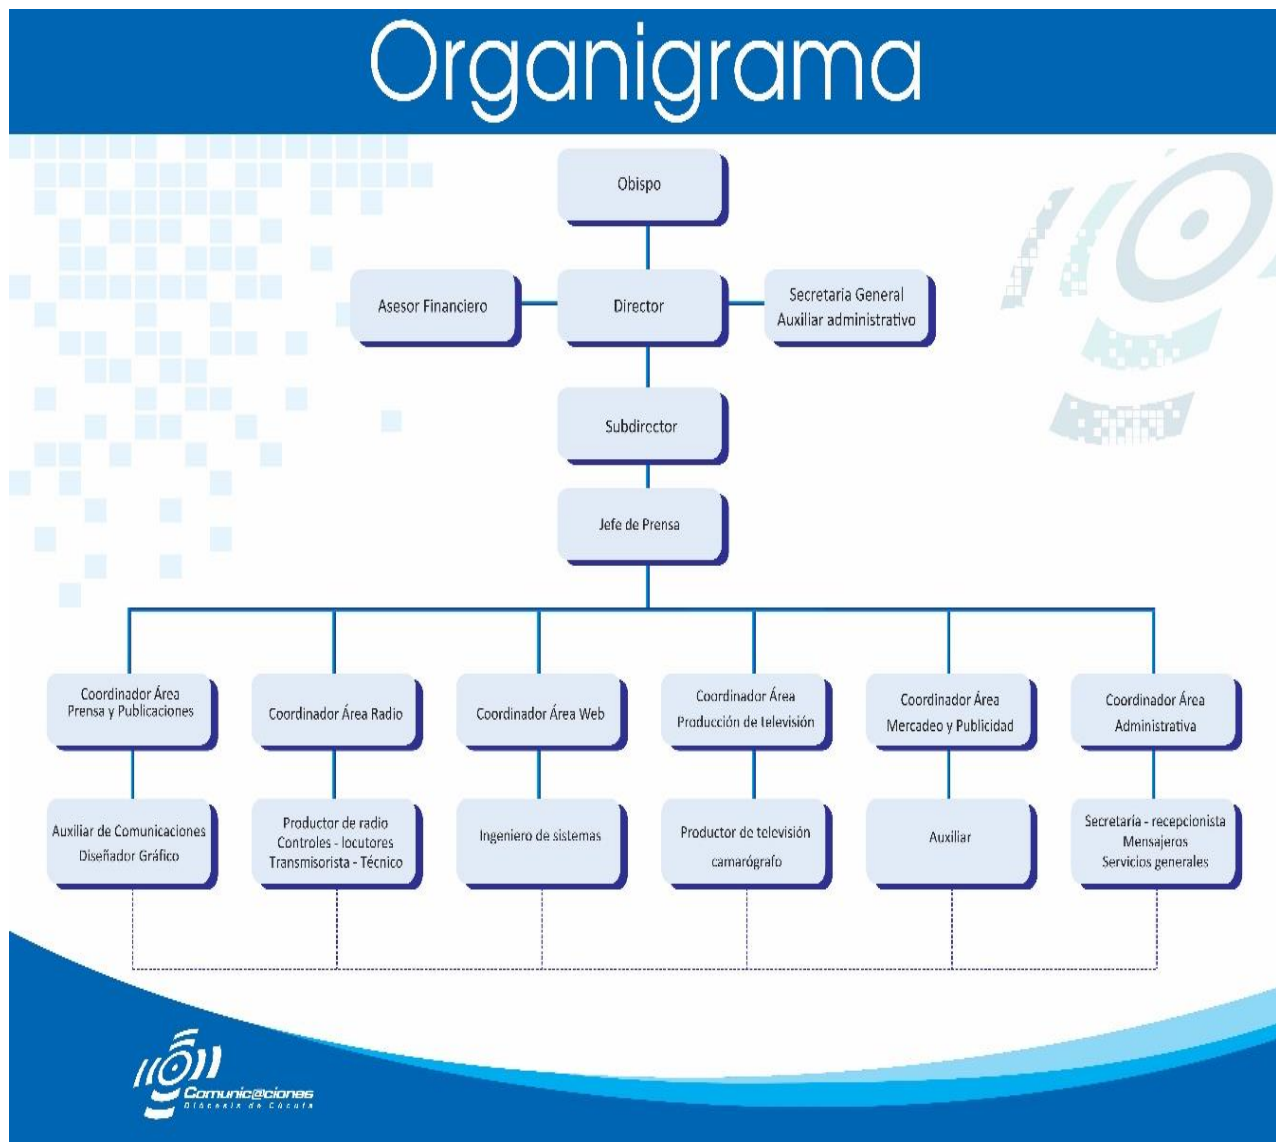 Organigrama
Obispo
Asesor Financiero
Director
Secretaria General
Auxiliar administrativo
Subdirector
Jefe de Prensa
Coordinador Área
Prensa y Publicaciones
Coordinador Área Radio
Coordinador Área Web
Coordinador Área
Producción de televisión
Coordinador Área
Mercadeo y Publicidad
Coordinador Área
Administrativa
Auxiliar de Comunicaciones
Diseñador Gráfico
Productor de radio
Controles - locutores
Transmisorista - Técnico
Ingeniero de sistemas
Productor de televisión
camarógrafo
Auxiliar
Secretaría - recepcionista
Mensajeros
Servicios generales
Comunic@ciones
Diócesis de Cúcuta